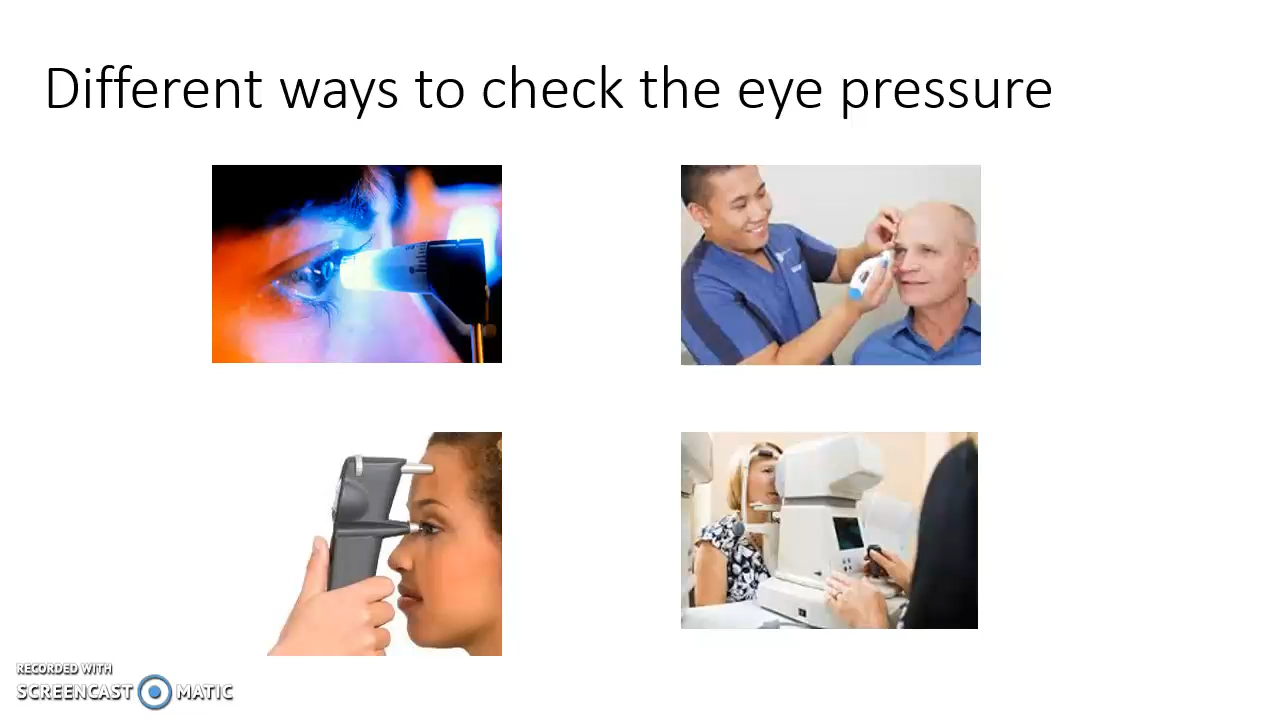 Different ways to check the eye pressure
RECORDED WITH
SCREENCAST MATIC